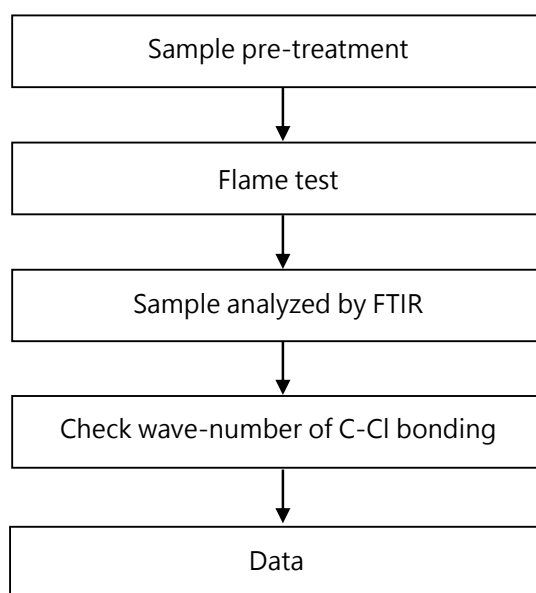 Sample pre-treatment
Flame test
Sample analyzed by FTIR
Check wave-number of C-Cl bonding
Data